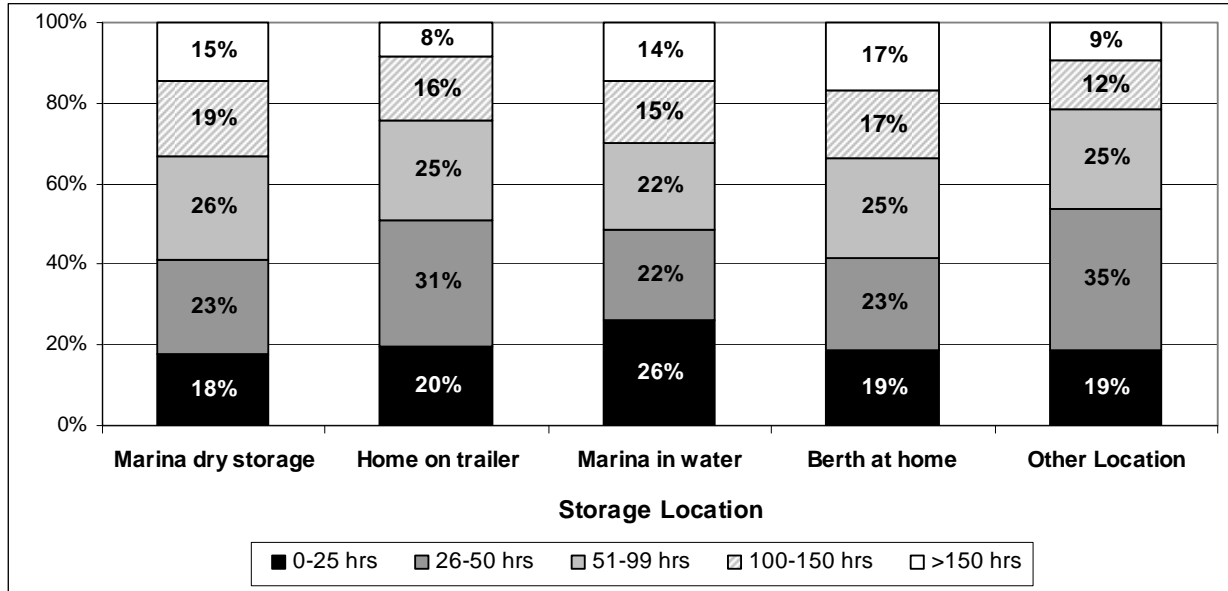 100%
80%
60%
40%
20%
0%
15% 8% 14% 17% 9%
19% 16% 15% 17% 12%
26% 25% 22% 25% 25%
23% 31% 22% 23% 35%
18% 20% 26% 19% 19%
Marina dry storage Home on trailer Marina in water Berth at home Other Location
Storage Location
0-25 hrs 26-50 hrs 51-99 hrs 100-150 hrs >150 hrs